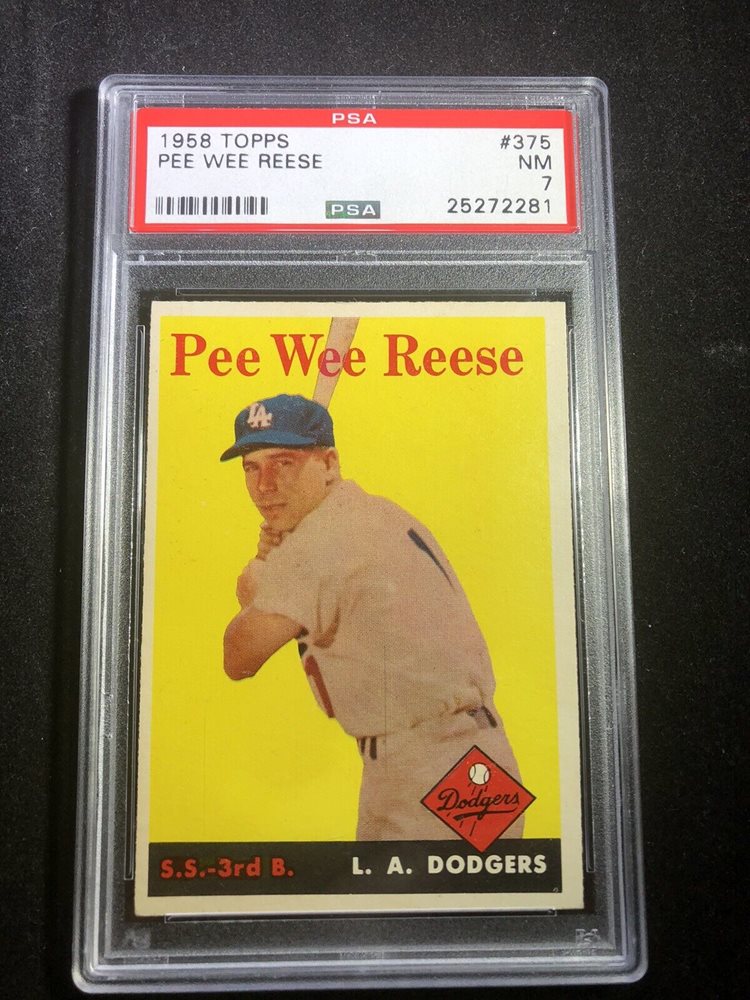 PSA
1958 TOPPS #375
PEE WEE REESE NM
7
PSA 25272281
Pee Wee Reese
LA
Dodgers
S.S.-3rd B. L. A. DODGERS